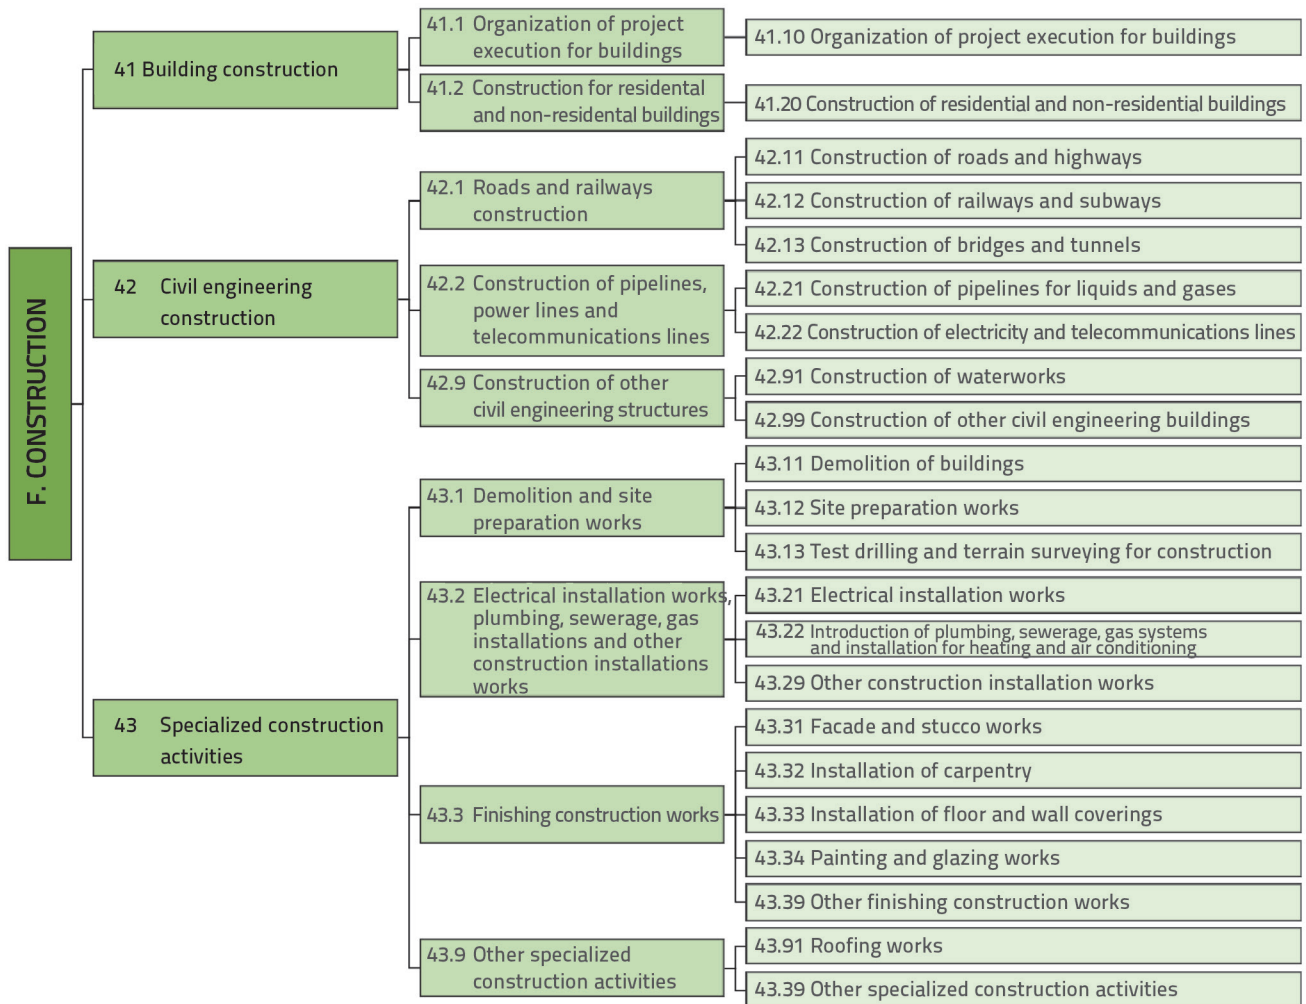 F. CONSTRUCTION
41 Building construction
41.1 Organization of project
execution for buildings
41.10 Organization of project execution for buildings
41.2 Construction for residental
and non-residental buildings
41.20 Construction of residential and non-residential buildings
42 Civil engineering
construction
42.1 Roads and railways
construction
42.11 Construction of roads and highways
42.12 Construction of railways and subways
42.13 Construction of bridges and tunnels
42.2 Construction of pipelines,
power lines and
telecommunications lines
42.21 Construction of pipelines for liquids and gases
42.22 Construction of electricity and telecommunications lines
42.9 Construction of other
civil engineering structures
42.91 Construction of waterworks
42.99 Construction of other civil engineering buildings
43 Specialized construction
activities
43.1 Demolition and site
preparation works
43.11 Demolition of buildings
43.12 Site preparation works
43.13 Test drilling and terrain surveying for construction
43.2 Electrical installation works,
plumbing, sewerage, gas
installations and other
construction installations
works
43.21 Electrical installation works
43.22 Introduction of plumbing, sewerage, gas systems
and installation for heating and air conditioning
43.29 Other construction installation works
43.3 Finishing construction works
43.31 Facade and stucco works
43.32 Installation of carpentry
43.33 Installation of floor and wall coverings
43.34 Painting and glazing works
43.39 Other finishing construction works
43.9 Other specialized
construction activities
43.91 Roofing works
43.39 Other specialized construction activities